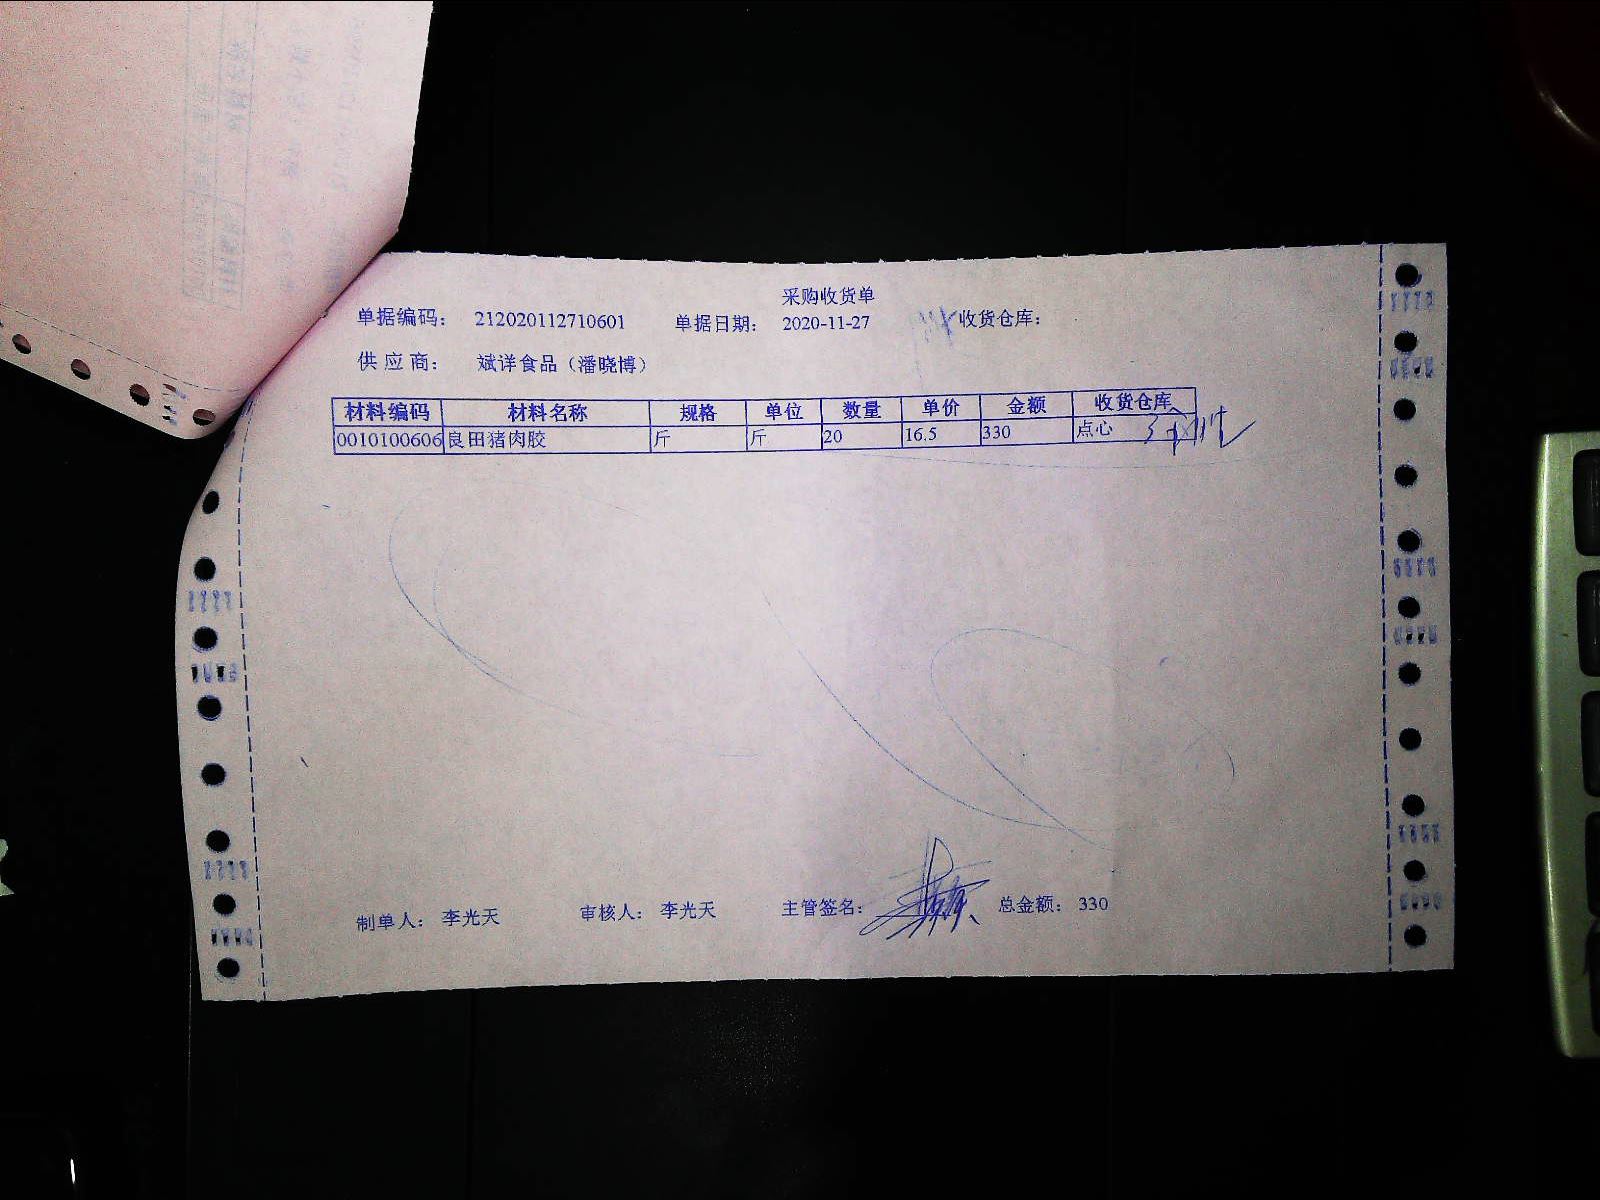 采购收货单
单据编码: 212020112710601 单据日期: 2020-11-27 收货仓库:
供应商: 斌详食品（潘晓博）
材料编码 材料名称 规格 单位 数量 单价 金额 收货仓库
0010100606 良田猪肉胶 斤 斤 20 16.5 330 点心
制单人: 李光天 审核人: 李光天 主管签名: 总金额: 330